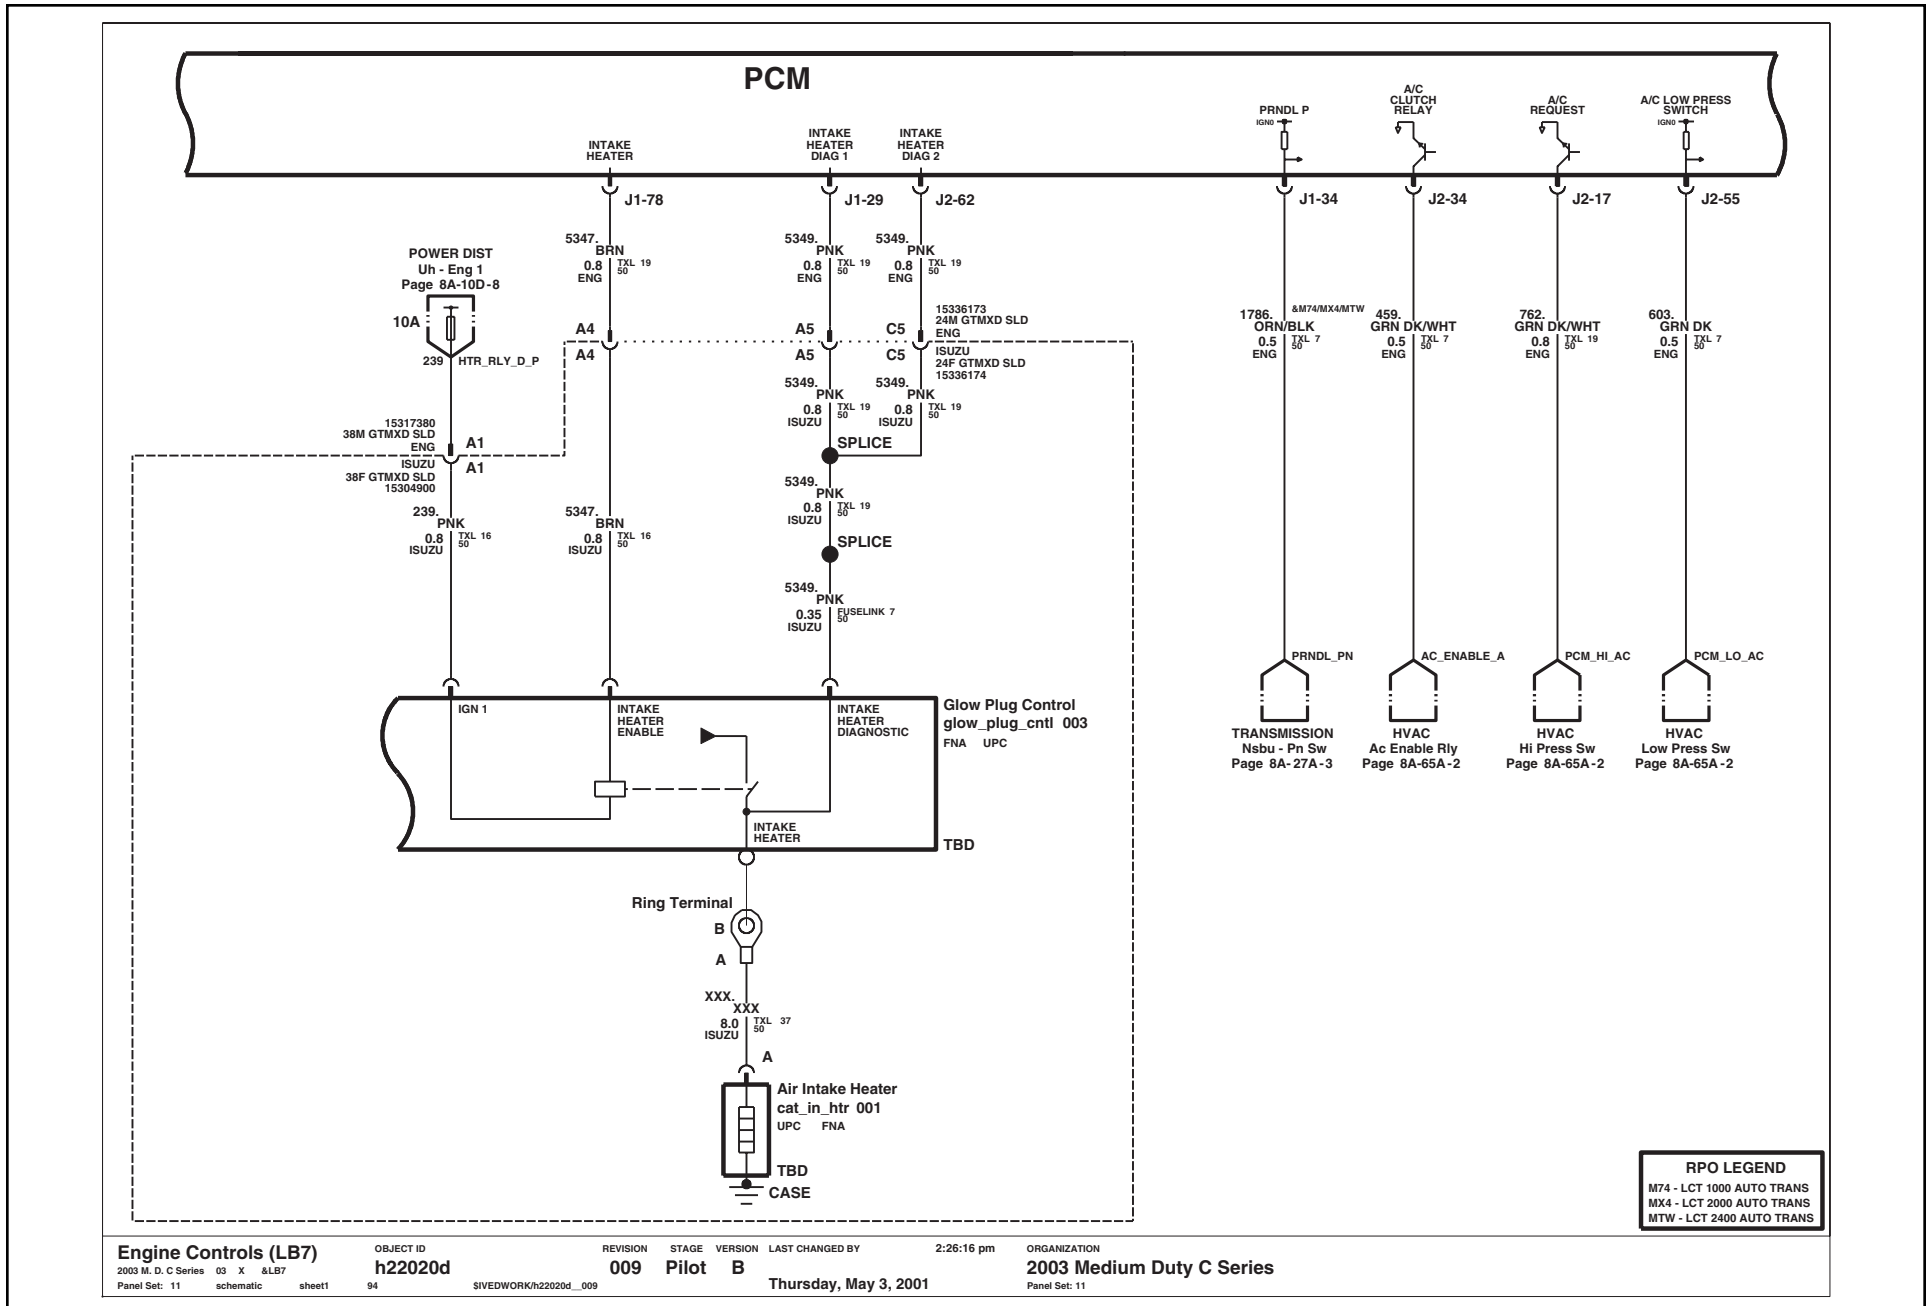 PCM
INTAKE
HEATER
INTAKE
HEATER
DIAG 1
INTAKE
HEATER
DIAG 2
PRNDL P
IGN0
A/C
CLUTCH
RELAY
A/C
REQUEST
A/C LOW PRESS
SWITCH
IGN0
J1-78
J1-29
J2-62
J1-34
J2-34
J2-17
J2-55
POWER DIST
Uh - Eng 1
Page 8A-10D-8
10A
239 HTR_RLY_D_P
5347.
BRN
0.8 TXL 19
ENG 50
5349.
PNK
0.8 TXL 19
ENG 50
5349.
PNK
0.8 TXL 19
ENG 50
1786. &M74/MX4/MTW
ORN/BLK
0.5 TXL 7
ENG 50
459.
GRN DK/WHT
0.5 TXL 7
ENG 50
762.
GRN DK/WHT
0.8 TXL 19
ENG 50
603.
GRN DK
0.5 TXL 7
ENG 50
A4
A4
A5
A5
C5
C5
15336173
24M GTMXD SLD
ENG
ISUZU
24F GTMXD SLD
15336174
5349.
PNK
0.8 TXL 19
ISUZU 50
5349.
PNK
0.8 TXL 19
ISUZU 50
15317380
38M GTMXD SLD
ENG
A1
ISUZU
A1
38F GTMXD SLD
15304900
SPLICE
239.
PNK
0.8 TXL 16
ISUZU 50
5347.
BRN
0.8 TXL 16
ISUZU 50
5349.
PNK
0.8 TXL 19
ISUZU 50
SPLICE
5349.
PNK
0.35 FUSELINK 7
ISUZU 50
PRNDL_PN
AC_ENABLE_A
PCM_HI_AC
PCM_LO_AC
TRANSMISSION
Nsbu - Pn Sw
Page 8A-27A-3
HVAC
Ac Enable Rly
Page 8A-65A-2
HVAC
Hi Press Sw
Page 8A-65A-2
HVAC
Low Press Sw
Page 8A-65A-2
IGN 1
INTAKE
HEATER
ENABLE
INTAKE
HEATER
DIAGNOSTIC
Glow Plug Control
glow_plug_cntl 003
FNA UPC
INTAKE
HEATER
TBD
Ring Terminal
B
A
XXX.
XXX
8.0 TXL 37
ISUZU 50
A
Air Intake Heater
cat_in_htr 001
UPC FNA
TBD
CASE
RPO LEGEND
M74 - LCT 1000 AUTO TRANS
MX4 - LCT 2000 AUTO TRANS
MTW - LCT 2400 AUTO TRANS
Engine Controls (LB7)
2003 M. D. C Series 03 X &LB7
Panel Set: 11 schematic sheet1
OBJECT ID
h22020d
94 $IVEDWORK/h22020d__009
REVISION STAGE VERSION LAST CHANGED BY 2:26:16 pm
009 Pilot B
Thursday, May 3, 2001
ORGANIZATION
2003 Medium Duty C Series
Panel Set: 11